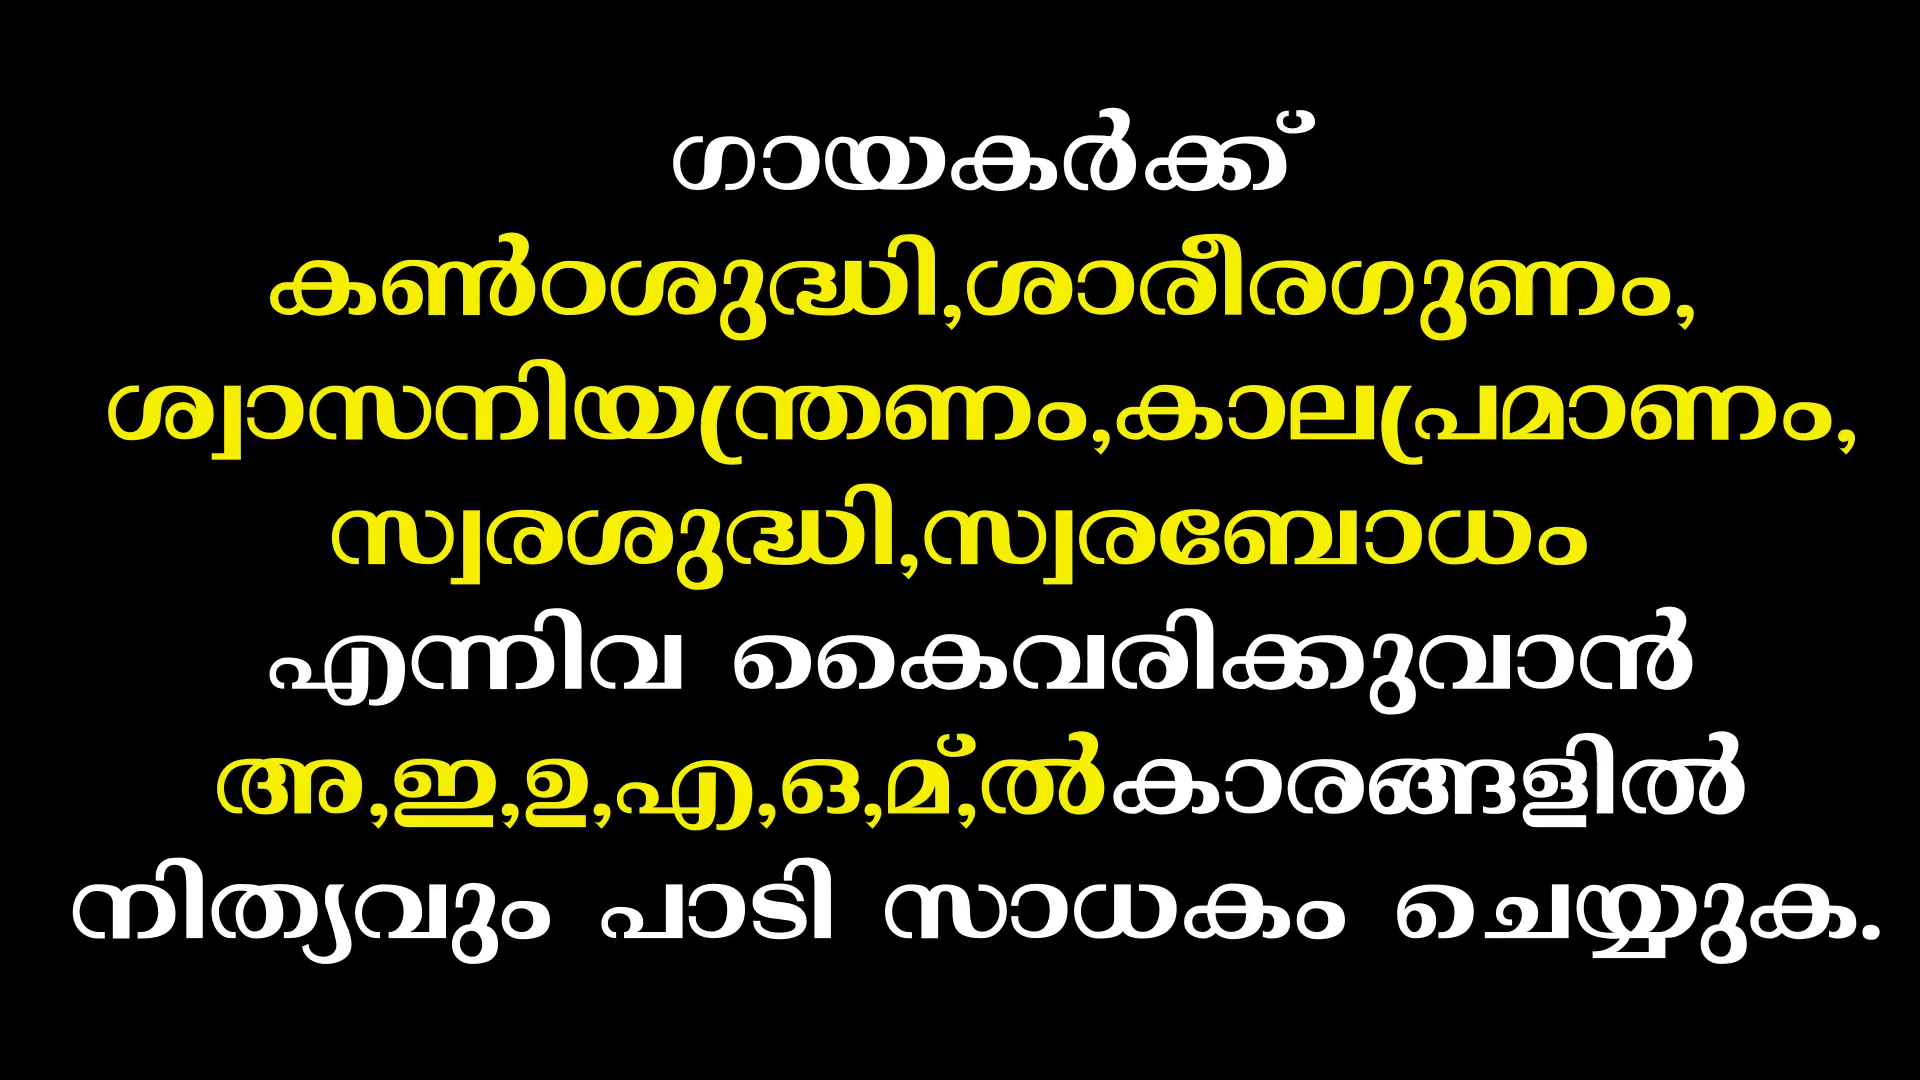 ഗായകർക്ക്
കൺഠശുദ്ധി,ശാരീരഗുണം,
ശ്വാസനിയന്ത്രണം,കാലപ്രമാണം,
സ്വരശുദ്ധി,സ്വരബോധം
എന്നിവ കൈവരിക്കുവാൻ
അ,ഇ,ഉ,എ,ഒ,മ്,ൽകാരങ്ങളിൽ
നിത്യവും പാടി സാധകം ചെയ്യുക.